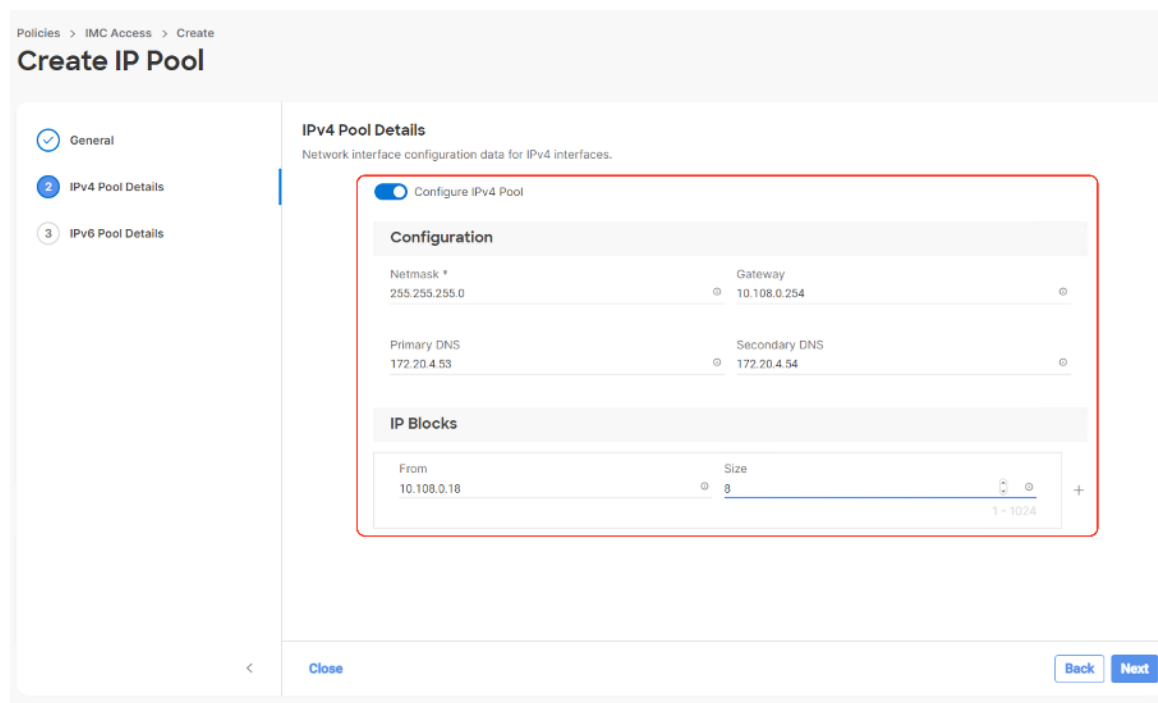 Policies > IMC Access > Create
Create IP Pool
General
2 IPv4 Pool Details
3 IPv6 Pool Details
IPv4 Pool Details
Network interface configuration data for IPv4 interfaces.
Configure IPv4 Pool
Configuration
Netmask * Gateway
255.255.255.0 10.108.0.254
Primary DNS Secondary DNS
172.20.4.53 172.20.4.54
IP Blocks
From Size
10.108.0.18 8 +
1 - 1024
< Close Back Next